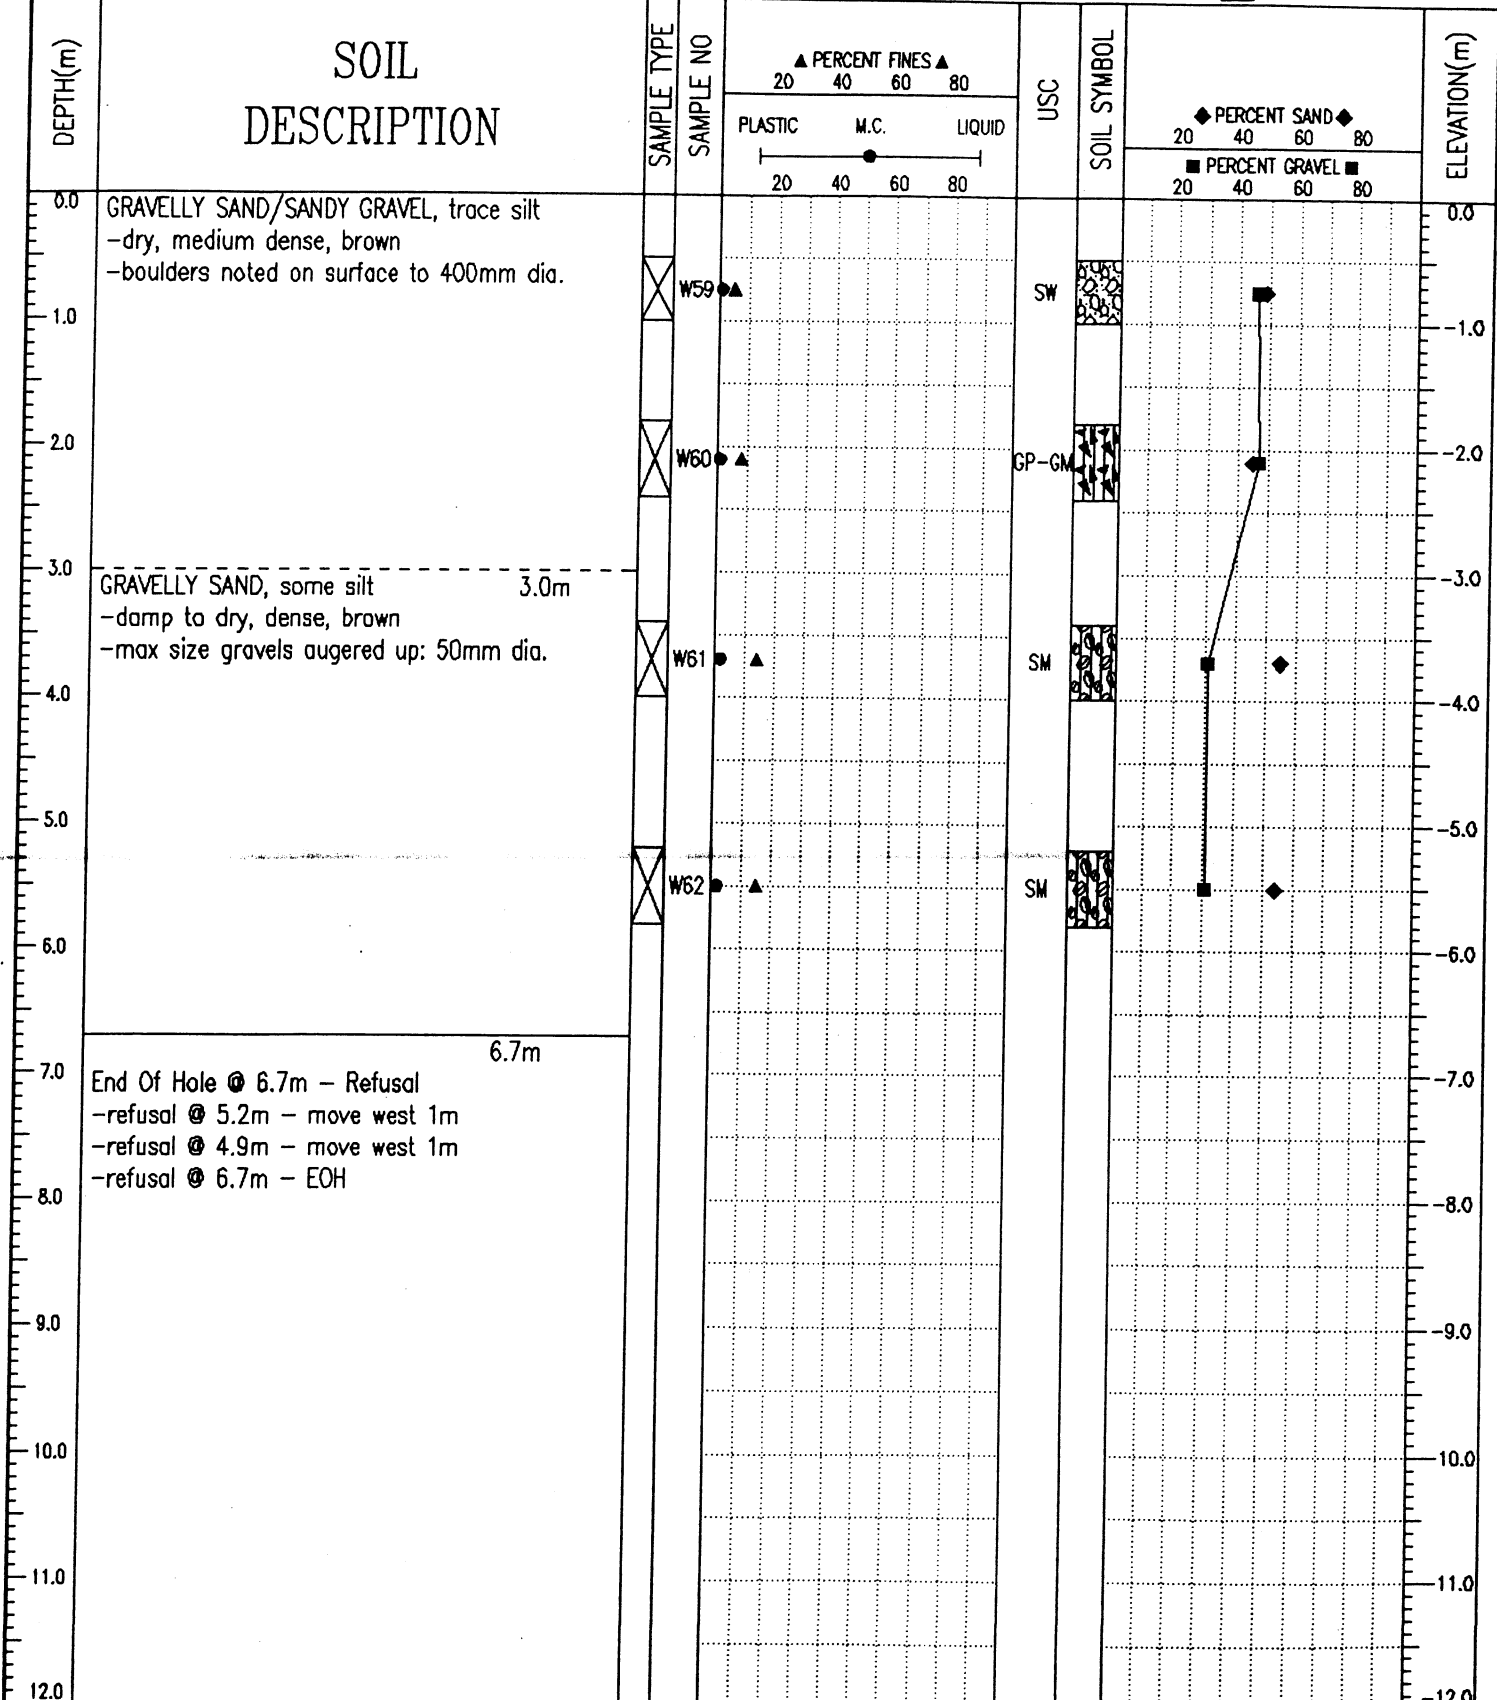 DEPTH(m)
SOIL
DESCRIPTION
SAMPLE TYPE
SAMPLE NO
▲ PERCENT FINES ▲
20 40 60 80
PLASTIC M.C. LIQUID
20 40 60 80
USC
SOIL SYMBOL
◆ PERCENT SAND ◆
20 40 60 80
■ PERCENT GRAVEL ■
20 40 60 80
ELEVATION(m)
0.0
GRAVELLY SAND/SANDY GRAVEL, trace silt
-dry, medium dense, brown
-boulders noted on surface to 400mm dia.
0.0
W59
SW
1.0
-1.0
2.0
W60
GP-GM
-2.0
3.0
3.0m
-3.0
GRAVELLY SAND, some silt
-damp to dry, dense, brown
-max size gravels augered up: 50mm dia.
W61
SM
4.0
-4.0
5.0
-5.0
W62
SM
6.0
-6.0
6.7m
7.0
-7.0
End Of Hole @ 6.7m - Refusal
-refusal @ 5.2m - move west 1m
-refusal @ 4.9m - move west 1m
-refusal @ 6.7m - EOH
8.0
-8.0
9.0
-9.0
10.0
-10.0
11.0
-11.0
12.0
-12.0